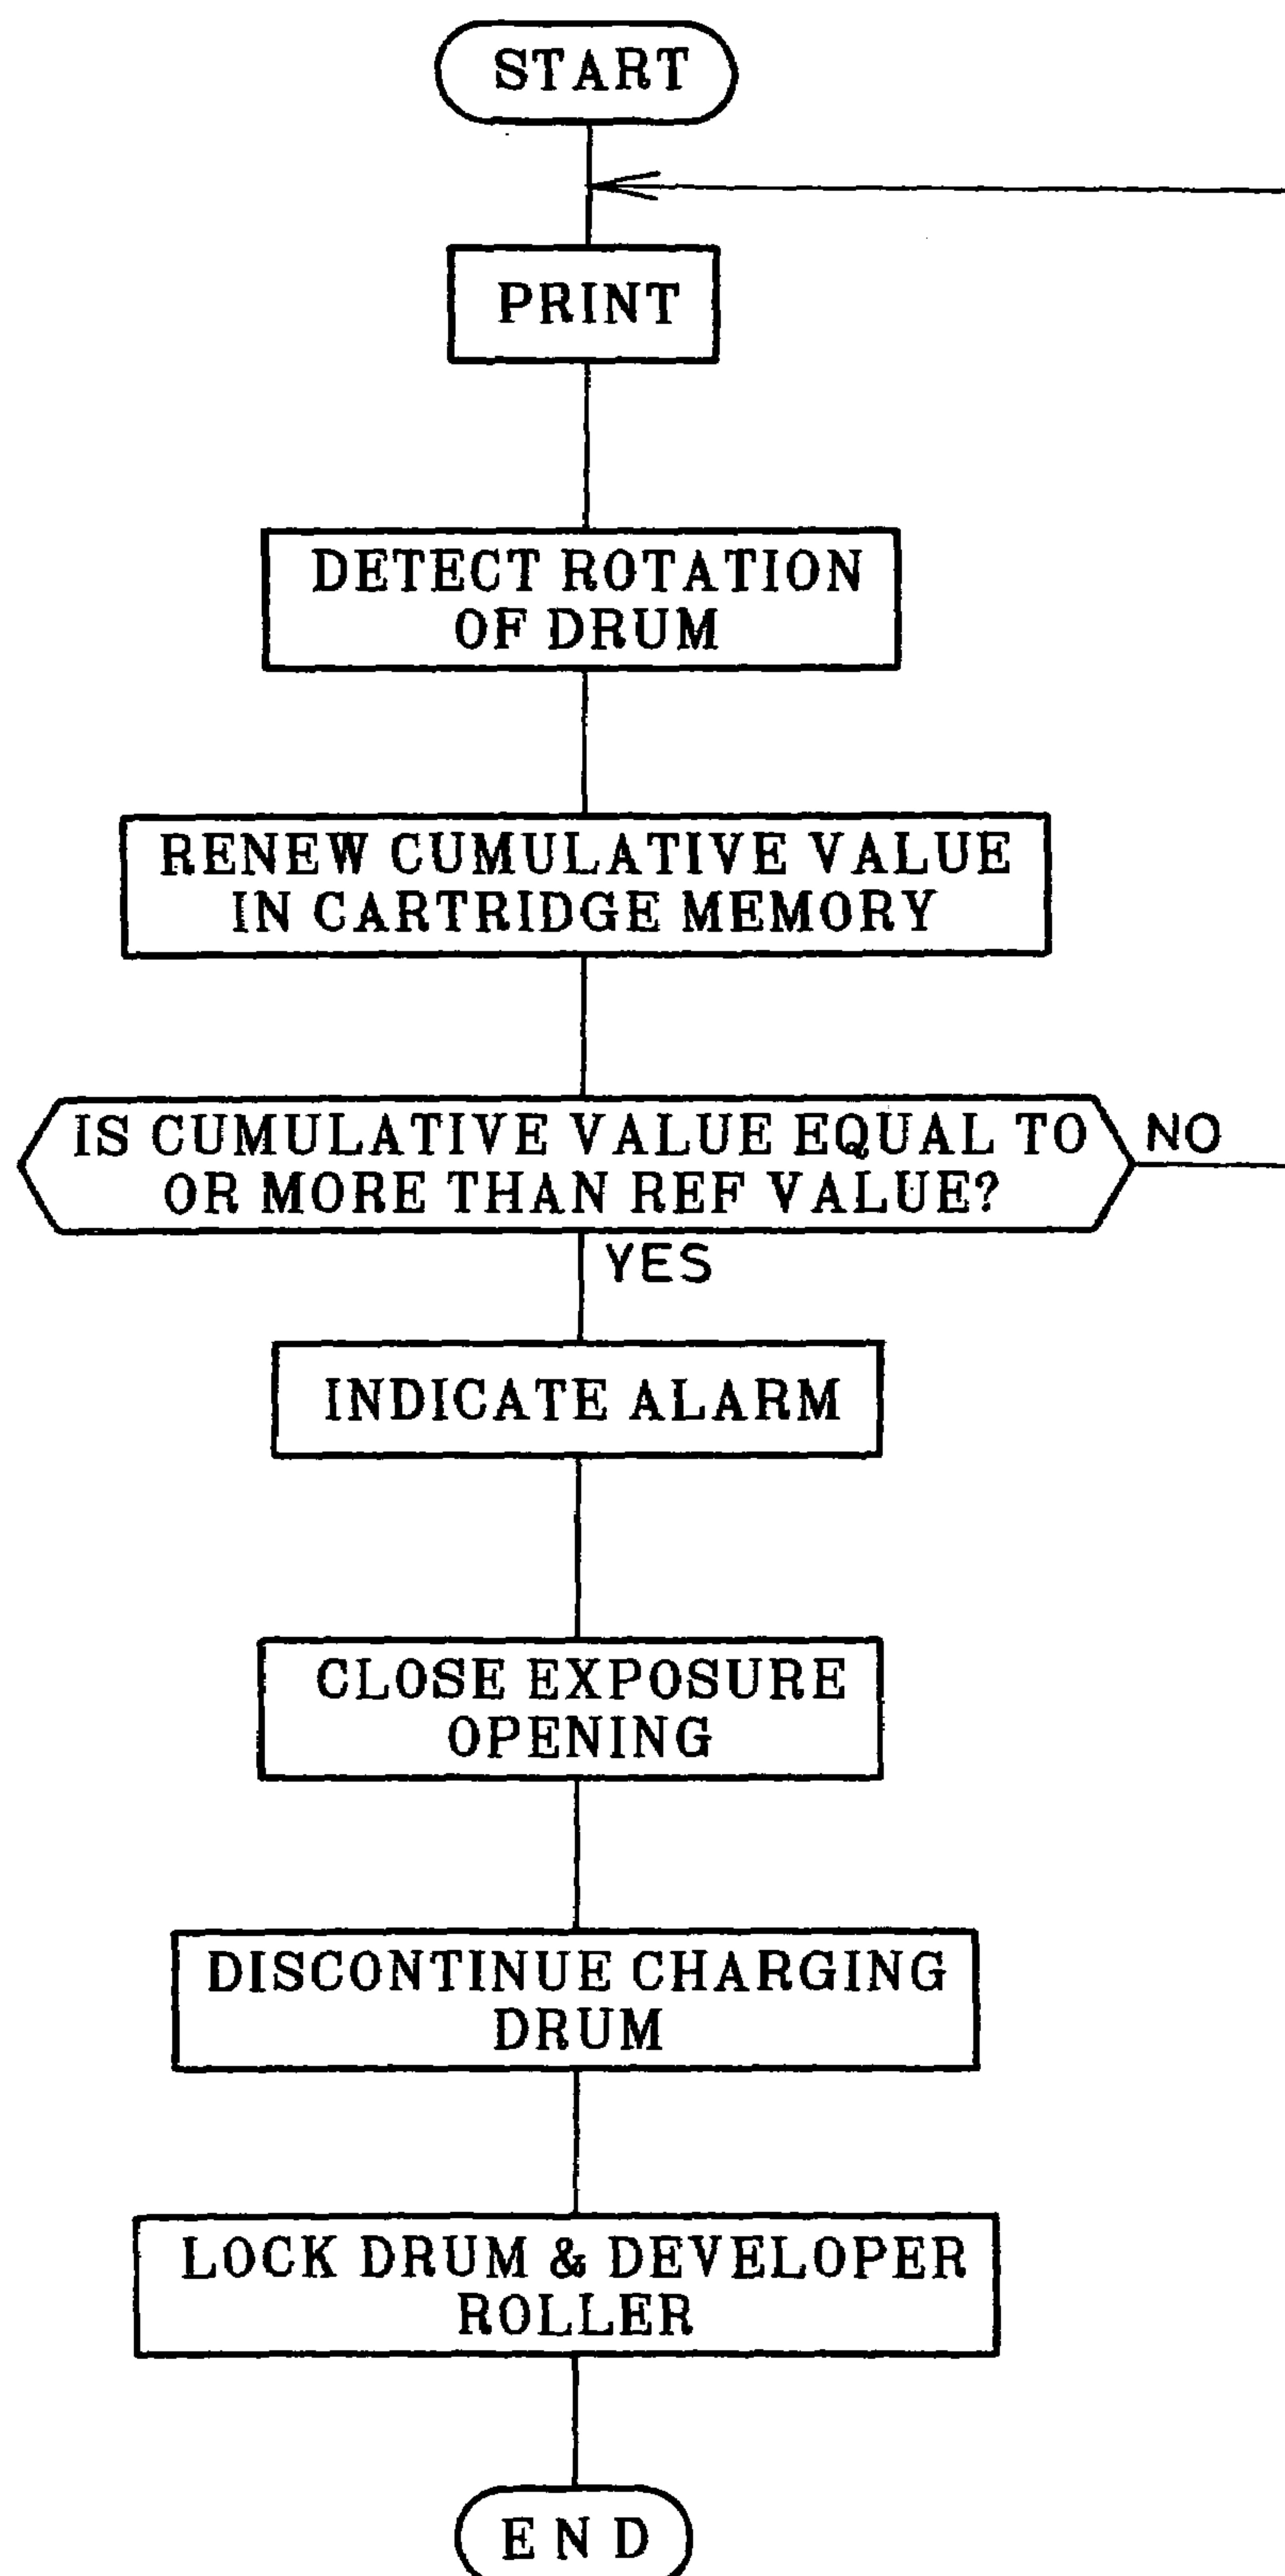 START
PRINT
DETECT ROTATION
OF DRUM
RENEW CUMULATIVE VALUE
IN CARTRIDGE MEMORY
IS CUMULATIVE VALUE EQUAL TO
OR MORE THAN REF VALUE?
NO
YES
INDICATE ALARM
CLOSE EXPOSURE
OPENING
DISCONTINUE CHARGING
DRUM
LOCK DRUM & DEVELOPER
ROLLER
END